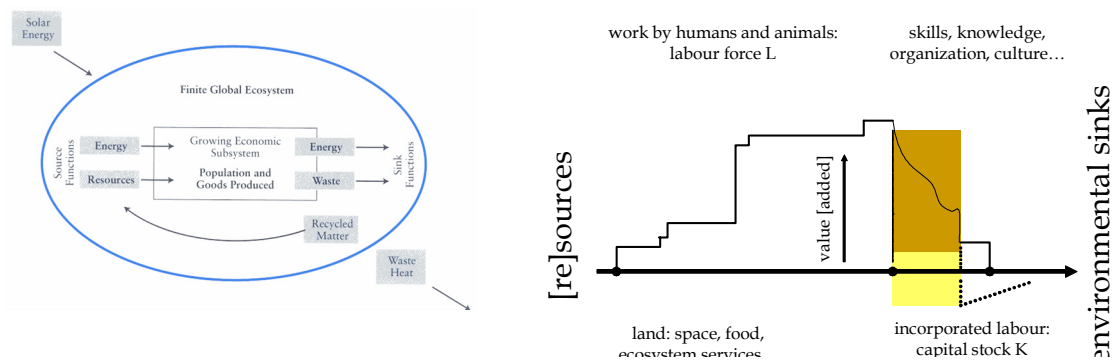 Solar
Energy
Finite Global Ecosystem
Source
Functions
Energy
Resources
Growing Economic
Subsystem
Population and
Goods Produced
Energy
Waste
Sink
Functions
Recycled
Matter
Waste
Heat
work by humans and animals:
labour force L
skills, knowledge,
organization, culture…
[re]sources
value [added]
environmental sinks
land: space, food,
ecosystem services
incorporated labour:
capital stock K